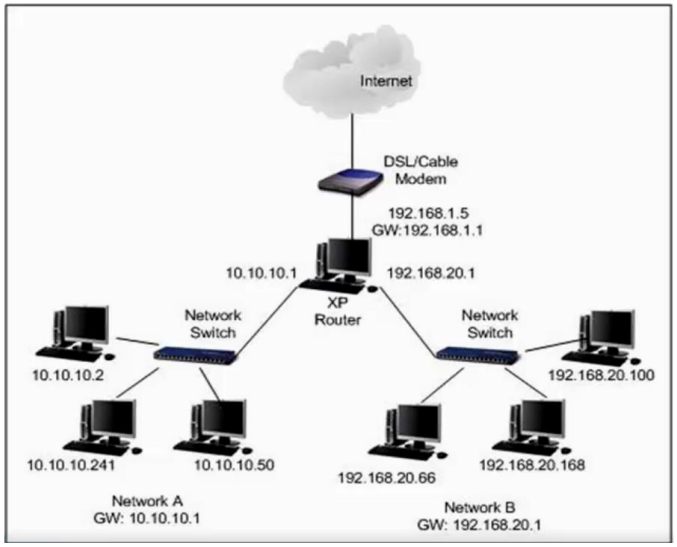 Internet
DSL/Cable
Modem
192.168.1.5
GW:192.168.1.1
10.10.10.1
192.168.20.1
XP
Router
Network
Switch
Network
Switch
10.10.10.2
192.168.20.100
10.10.10.241
10.10.10.50
192.168.20.66
192.168.20.168
Network A
GW: 10.10.10.1
Network B
GW: 192.168.20.1